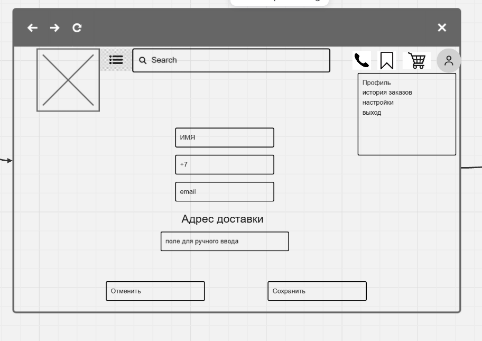 Search
Профиль
история заказов
настройки
выход
ИМЯ
+7
email
Адрес доставки
поле для ручного ввода
Отменить
Сохранить